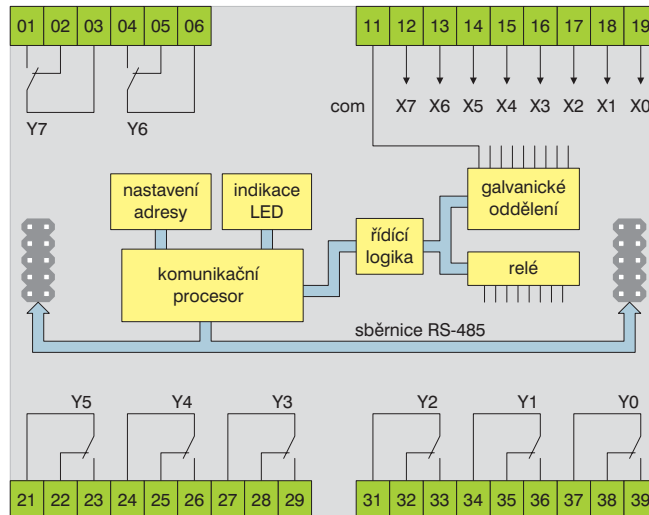 01 02 03 04 05 06
11 12 13 14 15 16 17 18 19
com X7 X6 X5 X4 X3 X2 X1 X0
Y7 Y6
nastavení
adresy
indikace
LED
galvanické
oddělení
řídící
logika
komunikační
procesor
relé
sběrnice RS-485
Y5 Y4 Y3
Y2 Y1 Y0
21 22 23 24 25 26 27 28 29
31 32 33 34 35 36 37 38 39